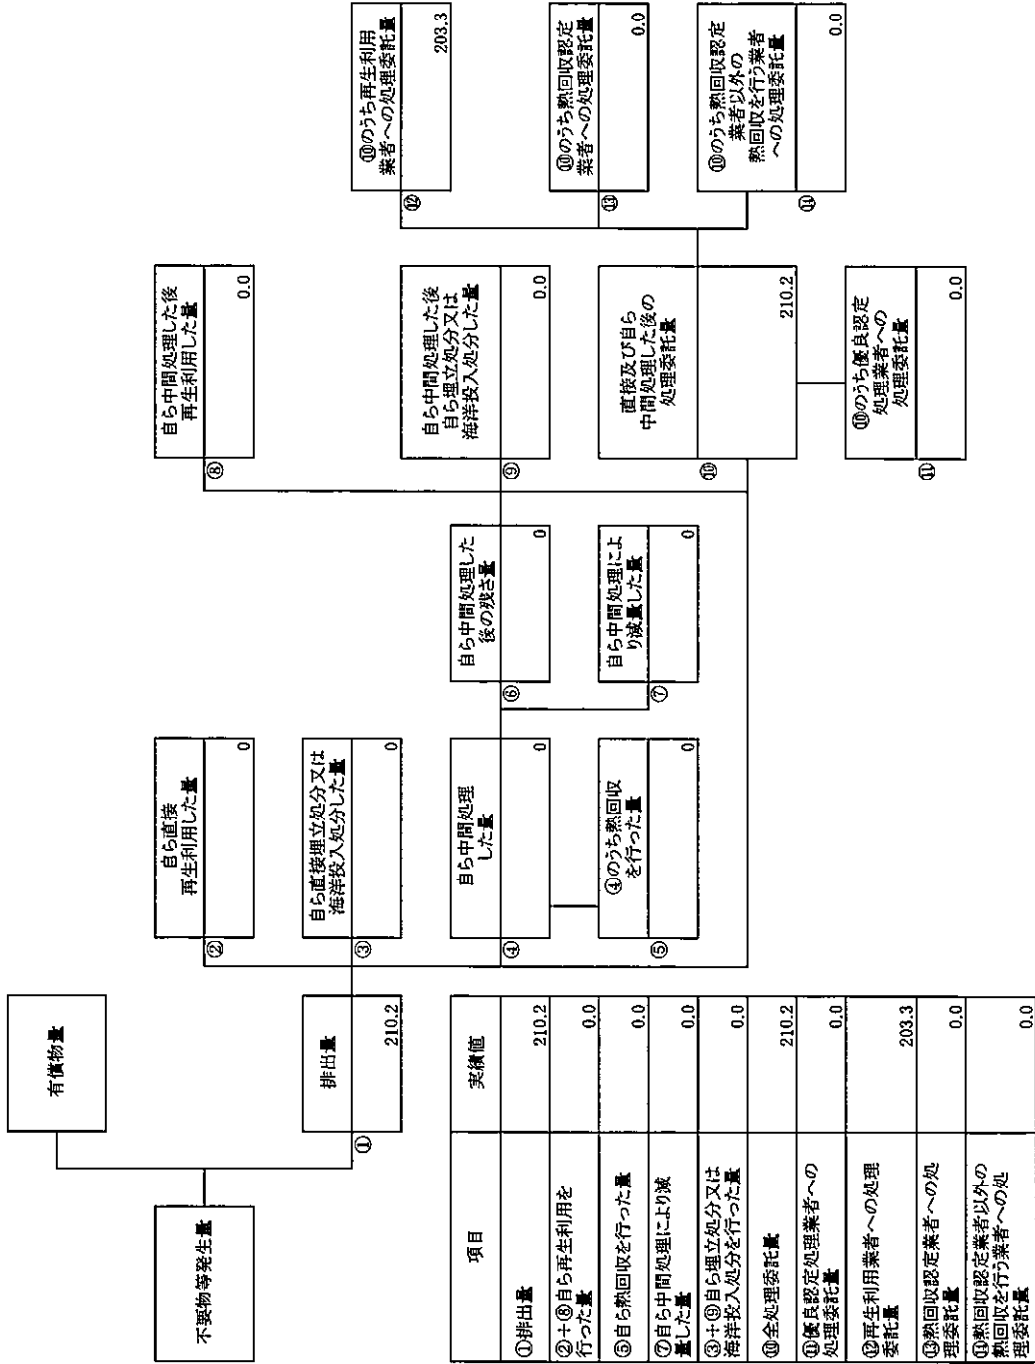 不要物等発生量
有償物量
①
排出量
210.2
②
自ら直接
再生利用した量
0
③
自ら直接埋立処分又は
海洋投入処分した量
0
④
自ら中間処理
した量
0
⑤
④のうち熱回収
を行った量
0
⑥
自ら中間処理した
後の残さ量
0
⑦
自ら中間処理によ
り減量した量
0
⑧
自ら中間処理した後
再生利用した量
0.0
⑨
自ら中間処理した後
自ら埋立処分又は
海洋投入処分した量
0.0
⑩
直接及び自ら
中間処理した後の
処理委託量
210.2
⑪
⑩のうち優良認定
処理業者への
処理委託量
0.0
⑫
⑩のうち再生利用
業者への処理委託量
203.3
⑬
⑩のうち熱回収認定
業者への処理委託量
0.0
⑭
⑩のうち熱回収認定
業者以外の
熱回収を行う業者
への処理委託量
0.0
項目
実績値
①排出量
210.2
②+⑧自ら再生利用を
行った量
0.0
⑤自ら熱回収を行った量
0.0
⑦自ら中間処理により減
量した量
0.0
③+⑨自ら埋立処分又は
海洋投入処分を行った量
0.0
⑩全処理委託量
210.2
⑪優良認定処理業者への
処理委託量
0.0
⑫再生利用業者への処理
委託量
203.3
⑬熱回収認定業者への処
理委託量
0.0
⑭熱回収認定業者以外の
熱回収を行う業者への処
理委託量
0.0